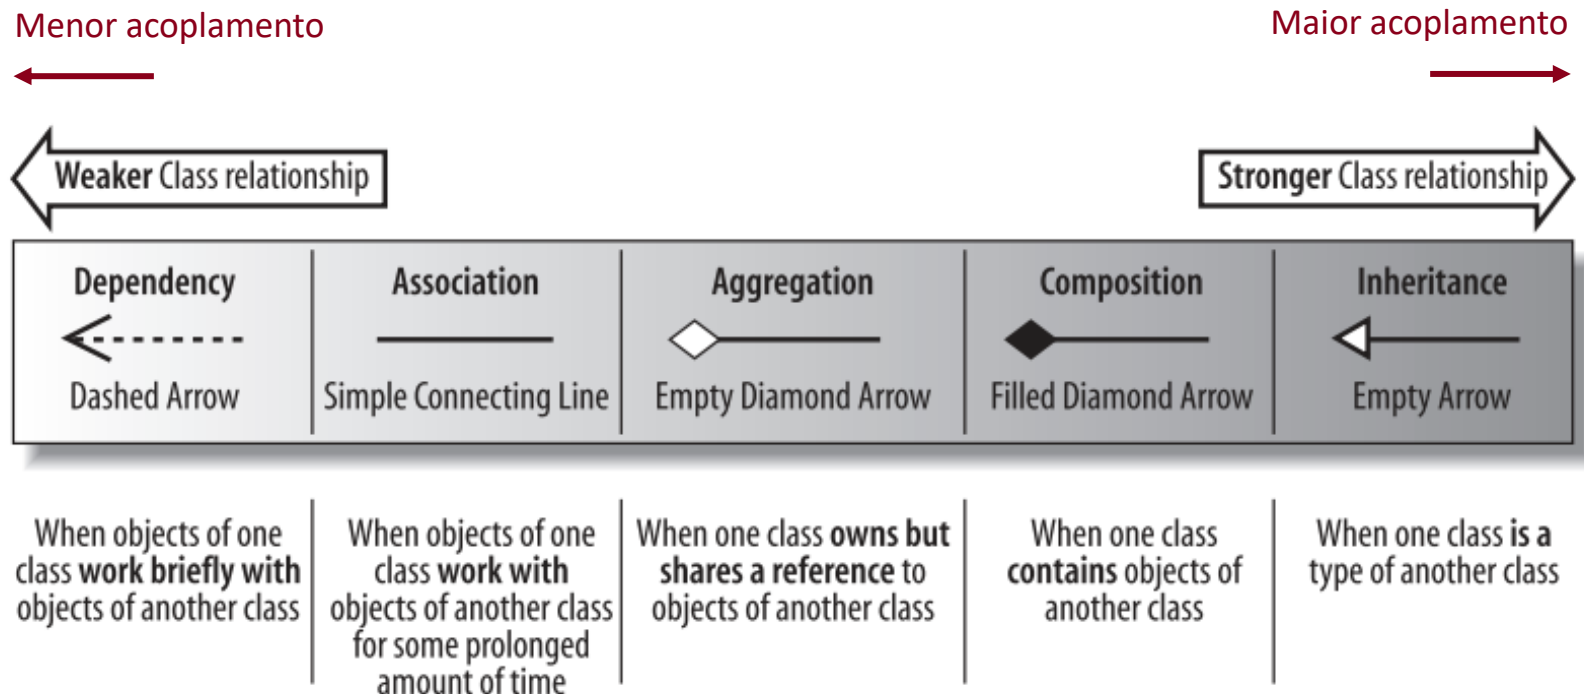 Menor acoplamento
Maior acoplamento
Weaker Class relationship
Stronger Class relationship
Dependency
Association
Aggregation
Composition
Inheritance
Dashed Arrow
Simple Connecting Line
Empty Diamond Arrow
Filled Diamond Arrow
Empty Arrow
When objects of one
class work briefly with
objects of another class
When objects of one
class work with
objects of another class
for some prolonged
amount of time
When one class owns but
shares a reference to
objects of another class
When one class
contains objects of
another class
When one class is a
type of another class